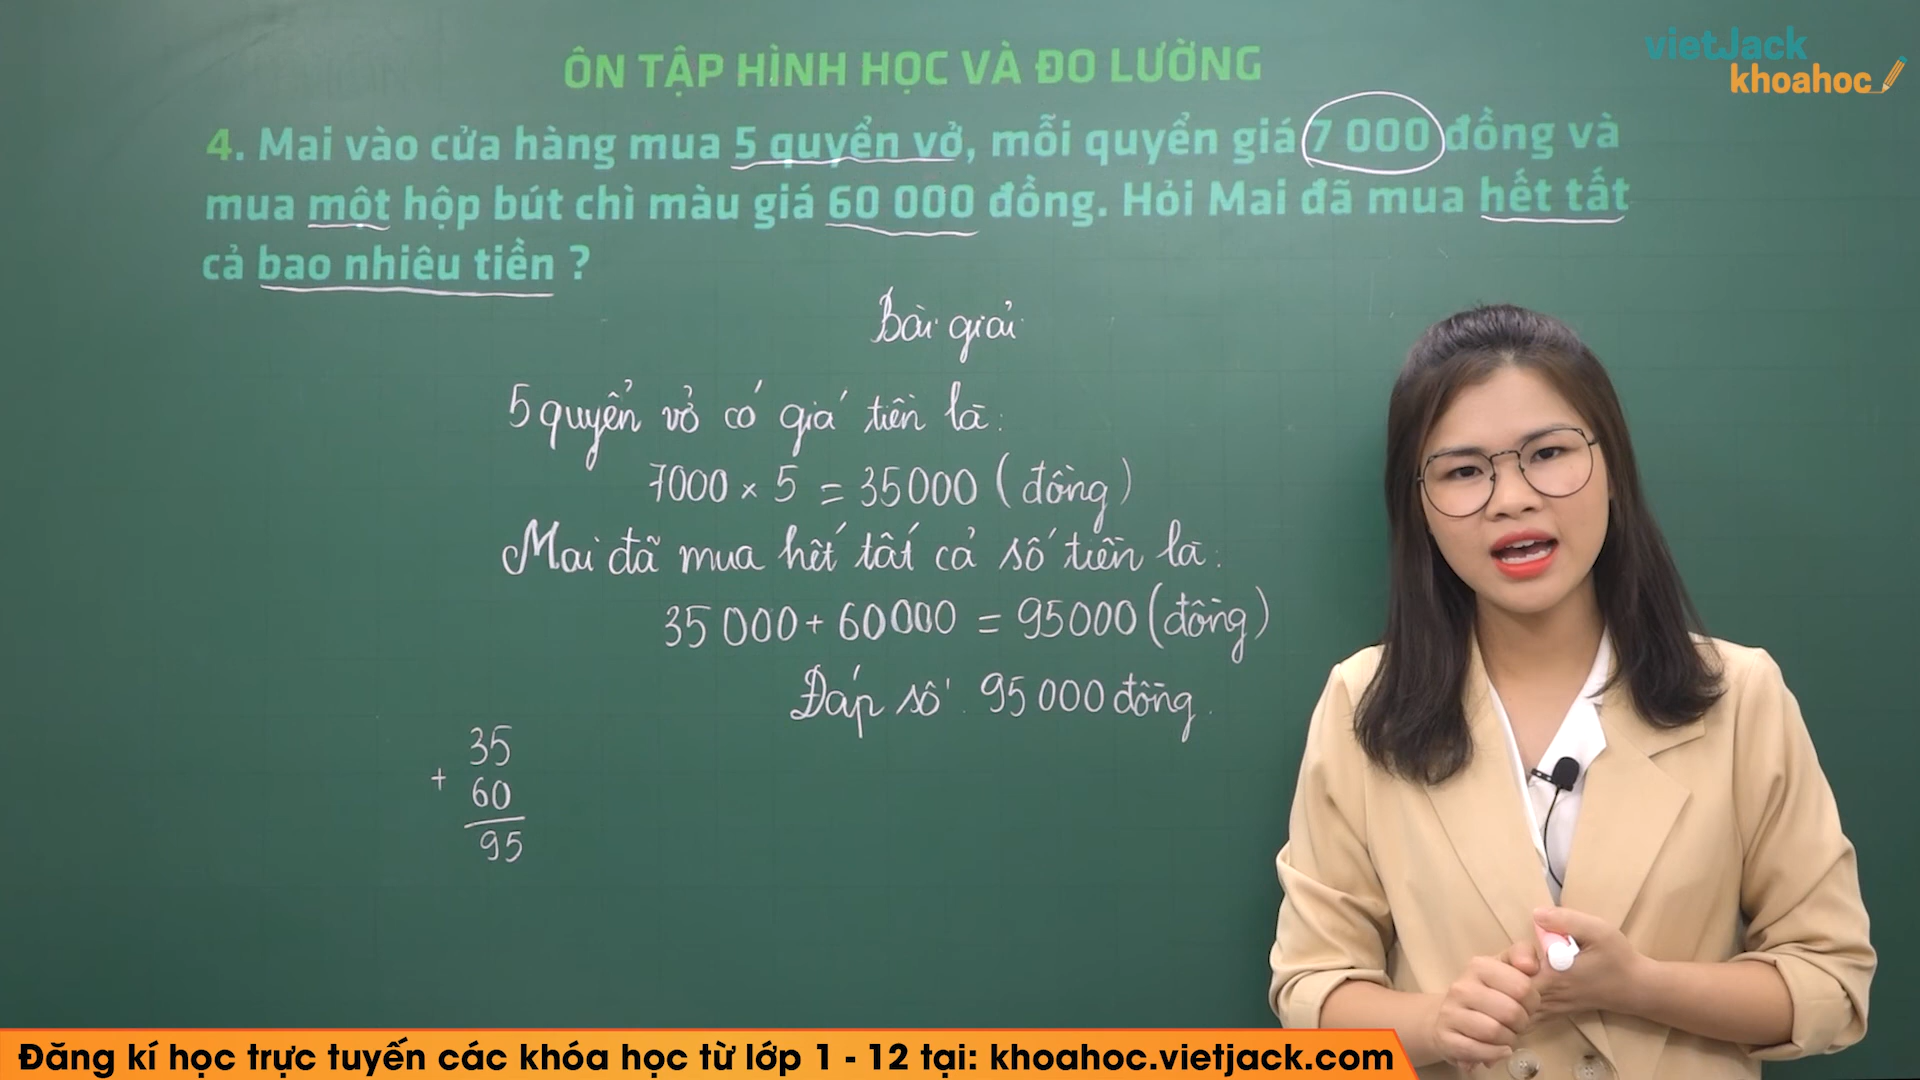 vietJack
khoahoc
ÔN TẬP HÌNH HỌC VÀ ĐO LƯỜNG
4. Mai vào cửa hàng mua 5 quyển vở, mỗi quyển giá 7 000 đồng và
mua một hộp bút chì màu giá 60 000 đồng. Hỏi Mai đã mua hết tất
cả bao nhiêu tiền ?
Bài giải
5 quyển vở có giá tiền là:
7000 × 5 = 35000 (đồng)
Mai đã mua hết tất cả số tiền là:
35 000 + 60000 = 95000 (đồng)
Đáp số: 95 000 đồng.
35
+
60
95
Đăng kí học trực tuyến các khóa học từ lớp 1 - 12 tại: khoahoc.vietjack.com